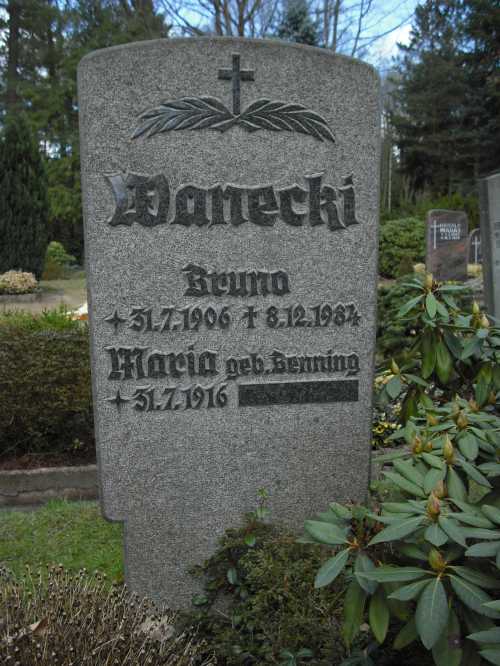 Wanecki
Bruno
✦ 31.7.1906 ✝ 8.12.1984
Maria geb. Benning
✦ 31.7.1916